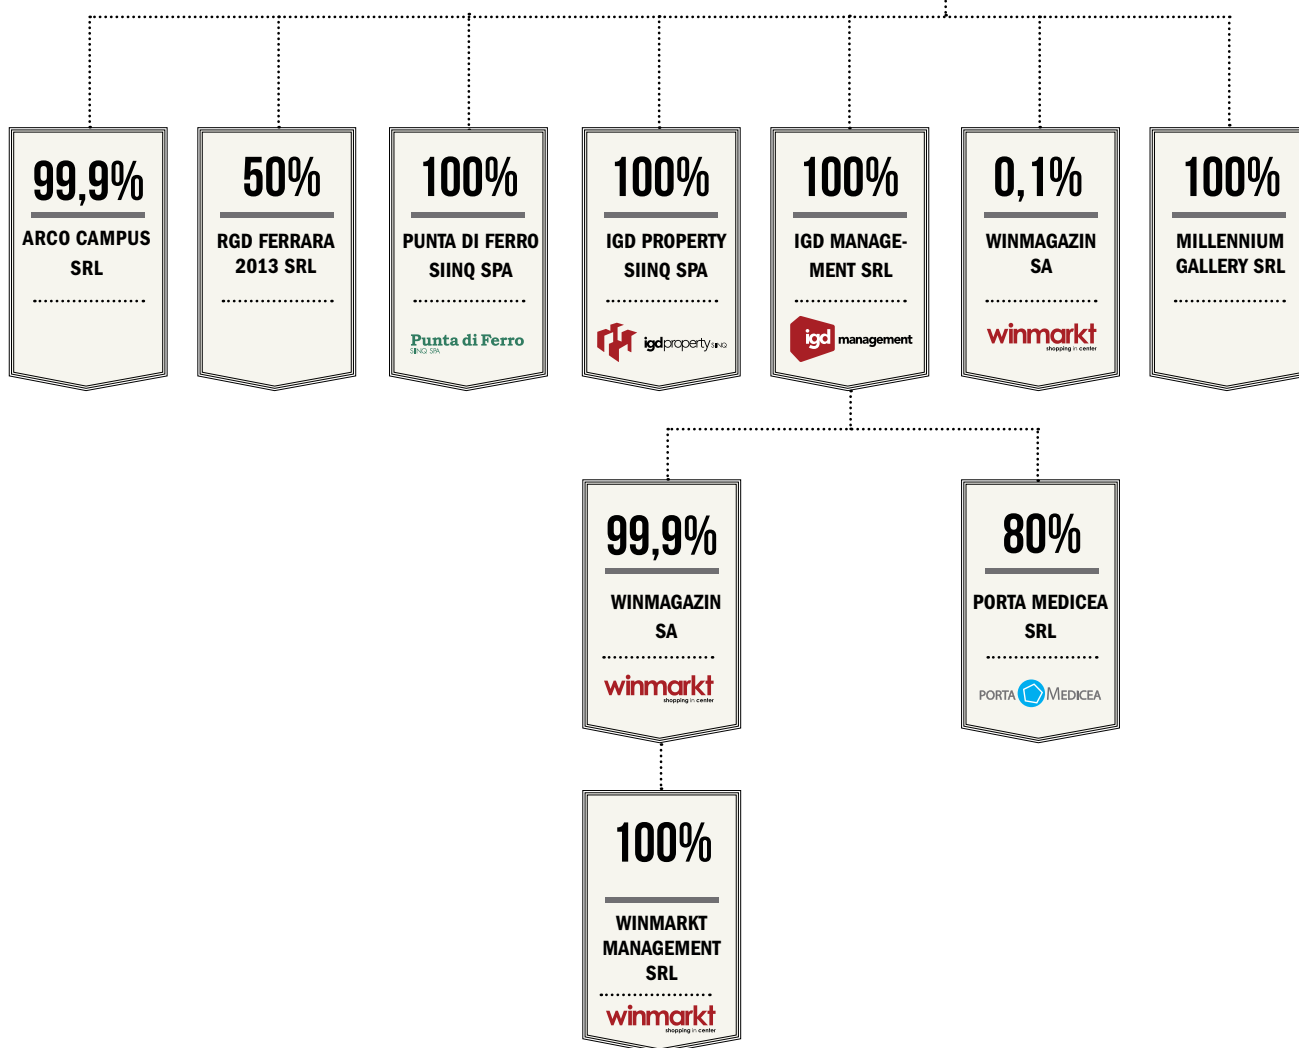 99,9%
ARCO CAMPUS
SRL
50%
RGD FERRARA
2013 SRL
100%
PUNTA DI FERRO
SIINQ SPA
Punta di Ferro
SIINQ SPA
100%
IGD PROPERTY
SIINQ SPA
igdproperty SIINQ
100%
IGD MANAGE-
MENT SRL
igd management
0,1%
WINMAGAZIN
SA
winmarkt
shopping in center
100%
MILLENNIUM
GALLERY SRL
99,9%
WINMAGAZIN
SA
winmarkt
shopping in center
80%
PORTA MEDICEA
SRL
PORTA MEDICEA
100%
WINMARKT
MANAGEMENT
SRL
winmarkt
shopping in center